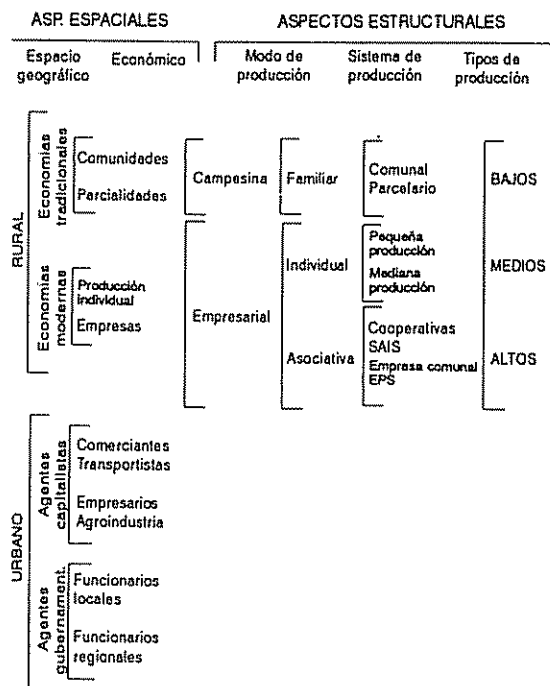 ASP. ESPACIALES
ASPECTOS ESTRUCTURALES
Espacio geográfico
Económico
Modo de producción
Sistema de producción
Tipos de producción
RURAL
Economías tradicionales
Comunidades
Parcialidades
Campesina
Familiar
Comunal
Parcelario
BAJOS
Economías modernas
Producción individual
Empresas
Empresarial
Individual
Pequeña producción
Mediana producción
MEDIOS
Asociativa
Cooperativas
SAIS
Empresa comunal
EPS
ALTOS
URBANO
Agentes capitalistas
Comerciantes
Transportistas
Empresarios
Agroindustria
Agentes gubernament.
Funcionarios locales
Funcionarios regionales